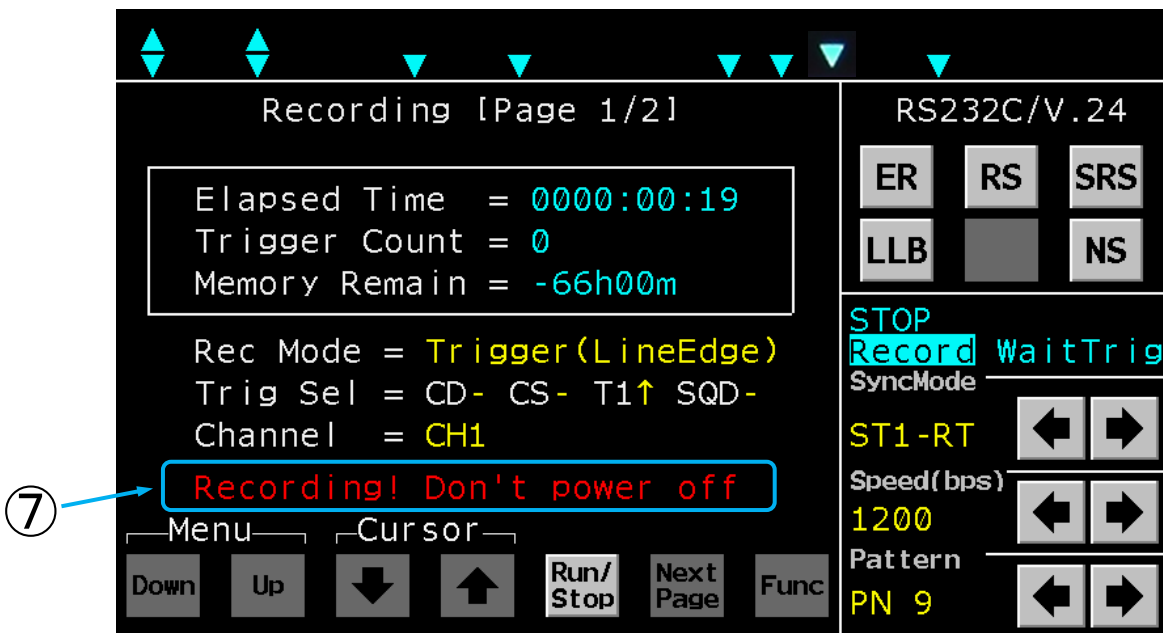 Recording [Page 1/2]
Elapsed Time = 0000:00:19
Trigger Count = 0
Memory Remain = -66h00m
Rec Mode = Trigger(LineEdge)
Trig Sel = CD- CS- T1↑ SQD-
Channel = CH1
Recording! Don't power off
⑦
Menu Cursor
Down Up Run/Stop Next Page Func
RS232C/V.24
ER RS SRS
LLB NS
STOP
Record WaitTrig
SyncMode
ST1-RT
Speed(bps)
1200
Pattern
PN 9